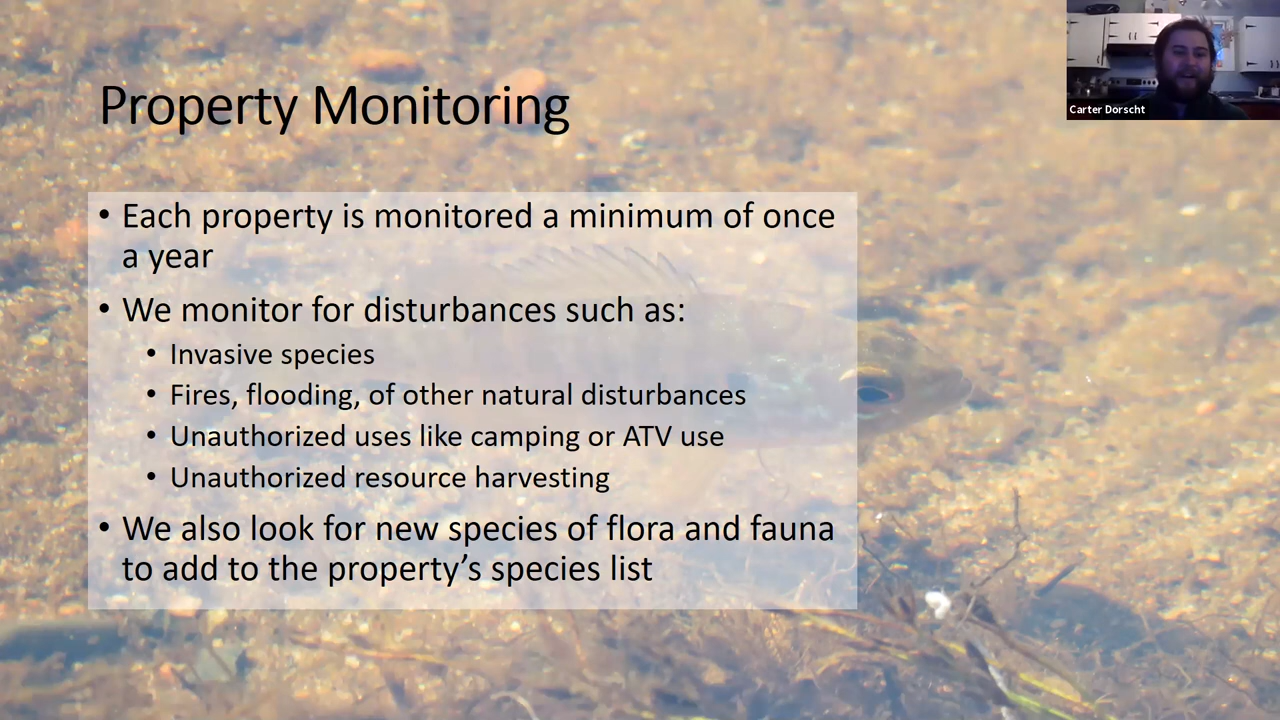 Property Monitoring
Carter Dorscht
• Each property is monitored a minimum of once
a year
• We monitor for disturbances such as:
• Invasive species
• Fires, flooding, of other natural disturbances
• Unauthorized uses like camping or ATV use
• Unauthorized resource harvesting
• We also look for new species of flora and fauna
to add to the property’s species list